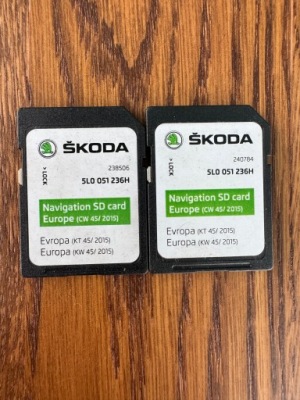 ŠKODA
238506
5L0 051 236H
LOCK
Navigation SD card
Europe (CW 45/ 2015)
Evropa (KT 45/ 2015)
Europa (KW 45/ 2015)
ŠKODA
240784
5L0 051 236H
LOCK
Navigation SD card
Europe (CW 45/ 2015)
Evropa (KT 45/ 2015)
Europa (KW 45/ 2015)